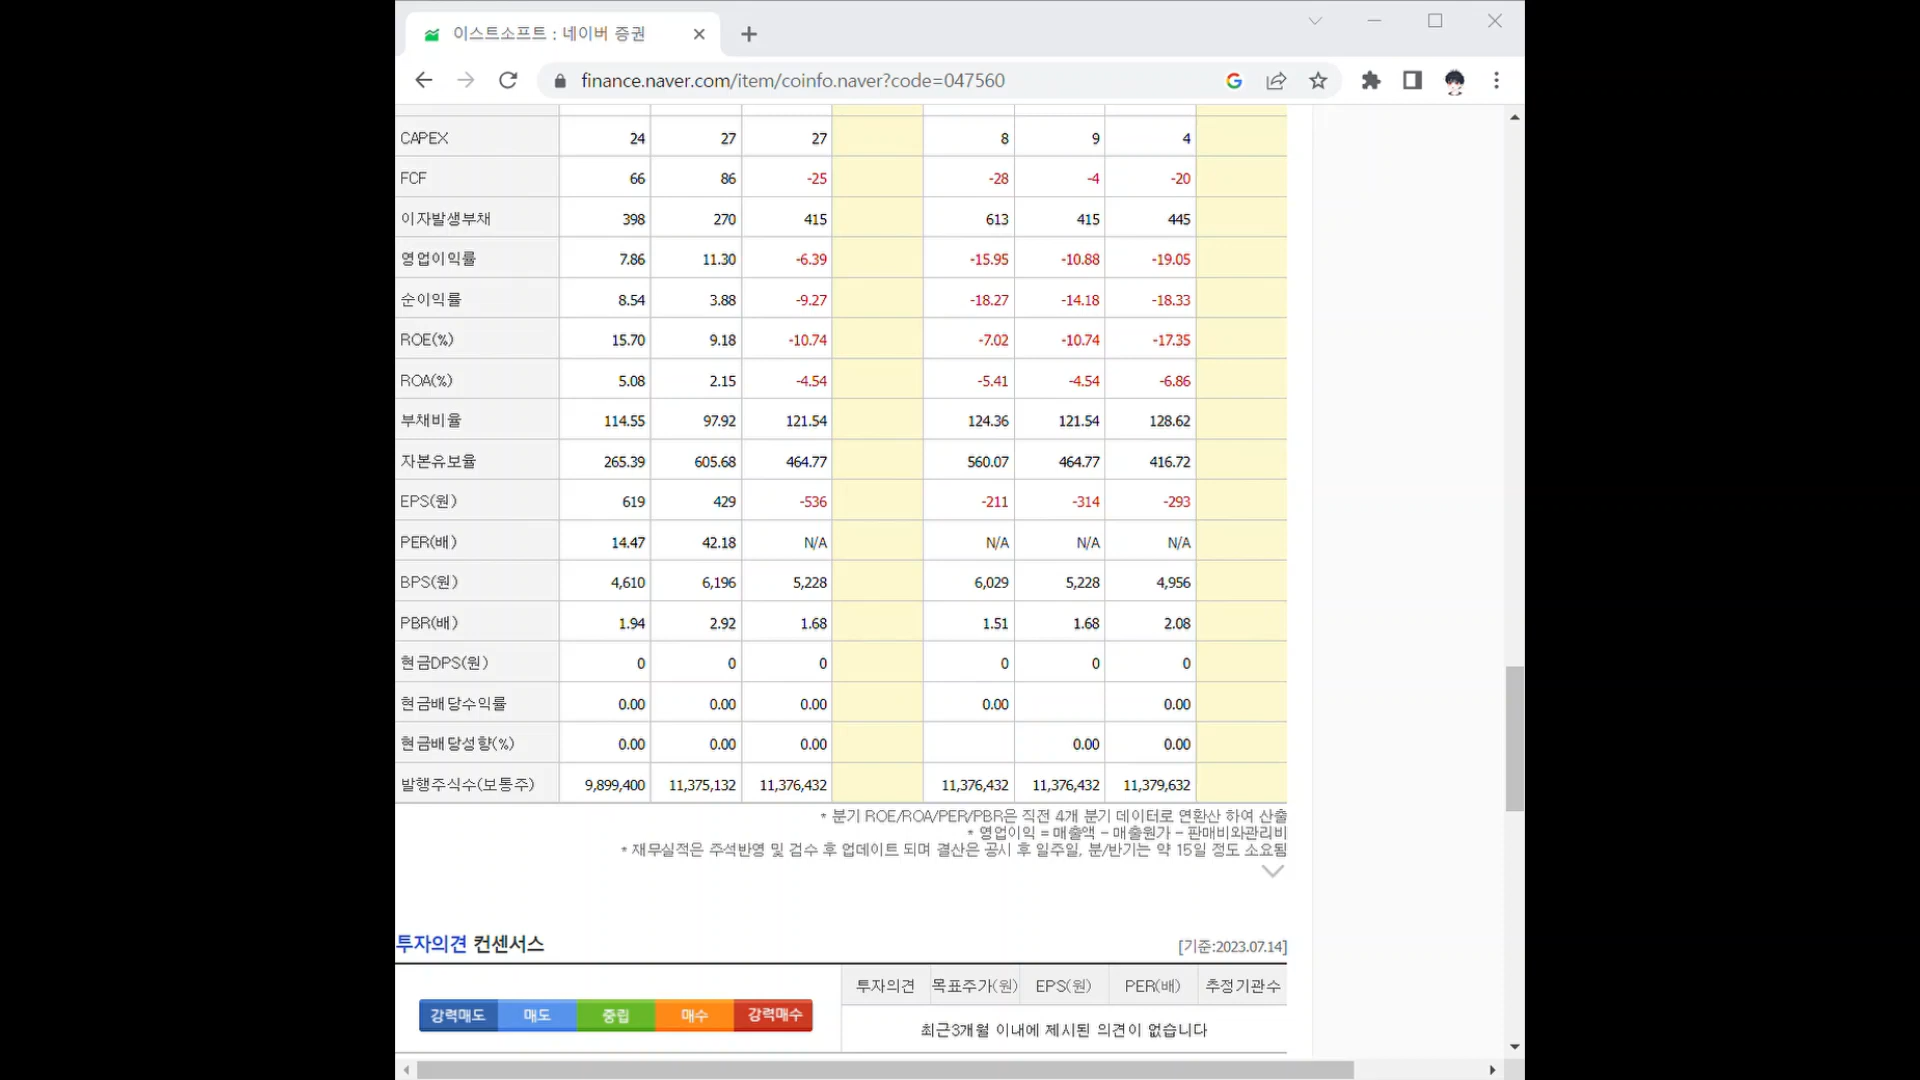 이스트소프트 : 네이버 증권
finance.naver.com/item/coinfo.naver?code=047560
CAPEX 24 27 27 8 9 4
FCF 66 86 -25 -28 -4 -20
이자발생부채 398 270 415 613 415 445
영업이익률 7.86 11.30 -6.39 -15.95 -10.88 -19.05
순이익률 8.54 3.88 -9.27 -18.27 -14.18 -18.33
ROE(%) 15.70 9.18 -10.74 -7.02 -10.74 -17.35
ROA(%) 5.08 2.15 -4.54 -5.41 -4.54 -6.86
부채비율 114.55 97.92 121.54 124.36 121.54 128.62
자본유보율 265.39 605.68 464.77 560.07 464.77 416.72
EPS(원) 619 429 -536 -211 -314 -293
PER(배) 14.47 42.18 N/A N/A N/A N/A
BPS(원) 4,610 6,196 5,228 6,029 5,228 4,956
PBR(배) 1.94 2.92 1.68 1.51 1.68 2.08
현금DPS(원) 0 0 0 0 0 0
현금배당수익률 0.00 0.00 0.00 0.00 0.00
현금배당성향(%) 0.00 0.00 0.00 0.00 0.00
발행주식수(보통주) 9,899,400 11,375,132 11,376,432 11,376,432 11,376,432 11,379,632
* 분기 ROE/ROA/PER/PBR은 직전 4개 분기 데이터로 연환산 하여 산출
* 영업이익 = 매출액 - 매출원가 - 판매비와관리비
* 재무실적은 주석반영 및 검수 후 업데이트 되며 결산은 공시 후 일주일, 분/반기는 약 15일 정도 소요됨
투자의견 컨센서스 [기준:2023.07.14]
투자의견 목표주가(원) EPS(원) PER(배) 추정기관수
강력매도 매도 중립 매수 강력매수
최근3개월 이내에 제시된 의견이 없습니다